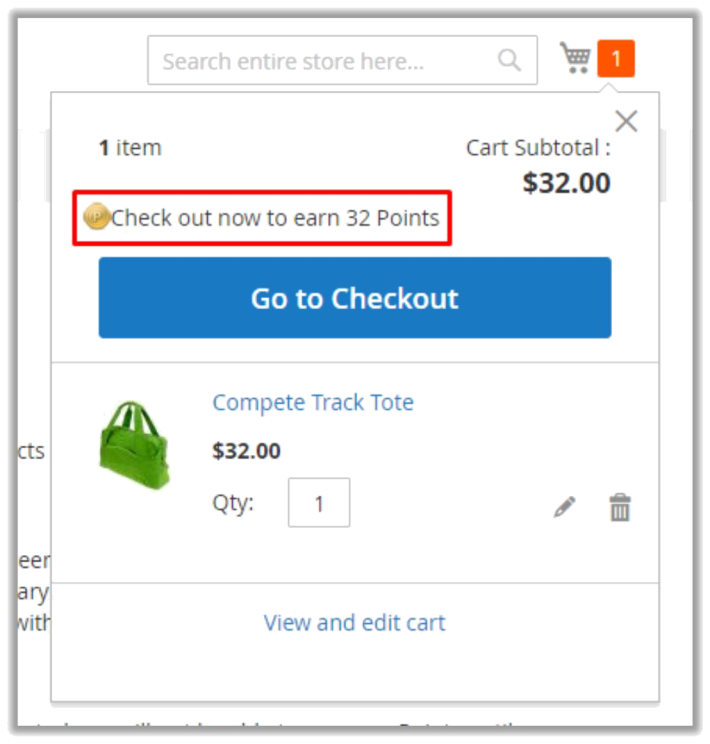 Search entire store here...
1
1 item
Cart Subtotal :
$32.00
Check out now to earn 32 Points
Go to Checkout
Compete Track Tote
$32.00
Qty: 1
cts
eer
ary
with
View and edit cart